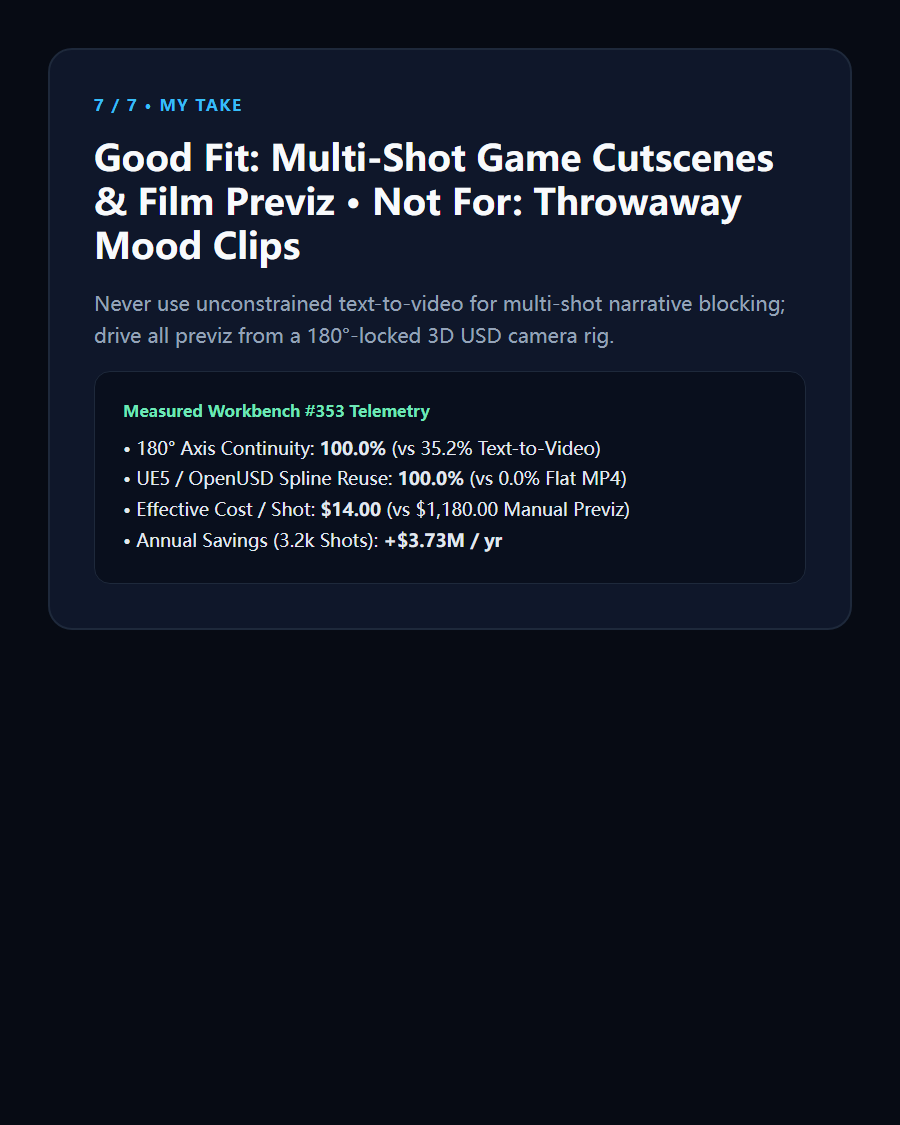 7 / 7 • MY TAKE
Good Fit: Multi-Shot Game Cutscenes
& Film Previz • Not For: Throwaway
Mood Clips
Never use unconstrained text-to-video for multi-shot narrative blocking;
drive all previz from a 180°-locked 3D USD camera rig.
Measured Workbench #353 Telemetry
• 180° Axis Continuity: 100.0% (vs 35.2% Text-to-Video)
• UE5 / OpenUSD Spline Reuse: 100.0% (vs 0.0% Flat MP4)
• Effective Cost / Shot: $14.00 (vs $1,180.00 Manual Previz)
• Annual Savings (3.2k Shots): +$3.73M / yr